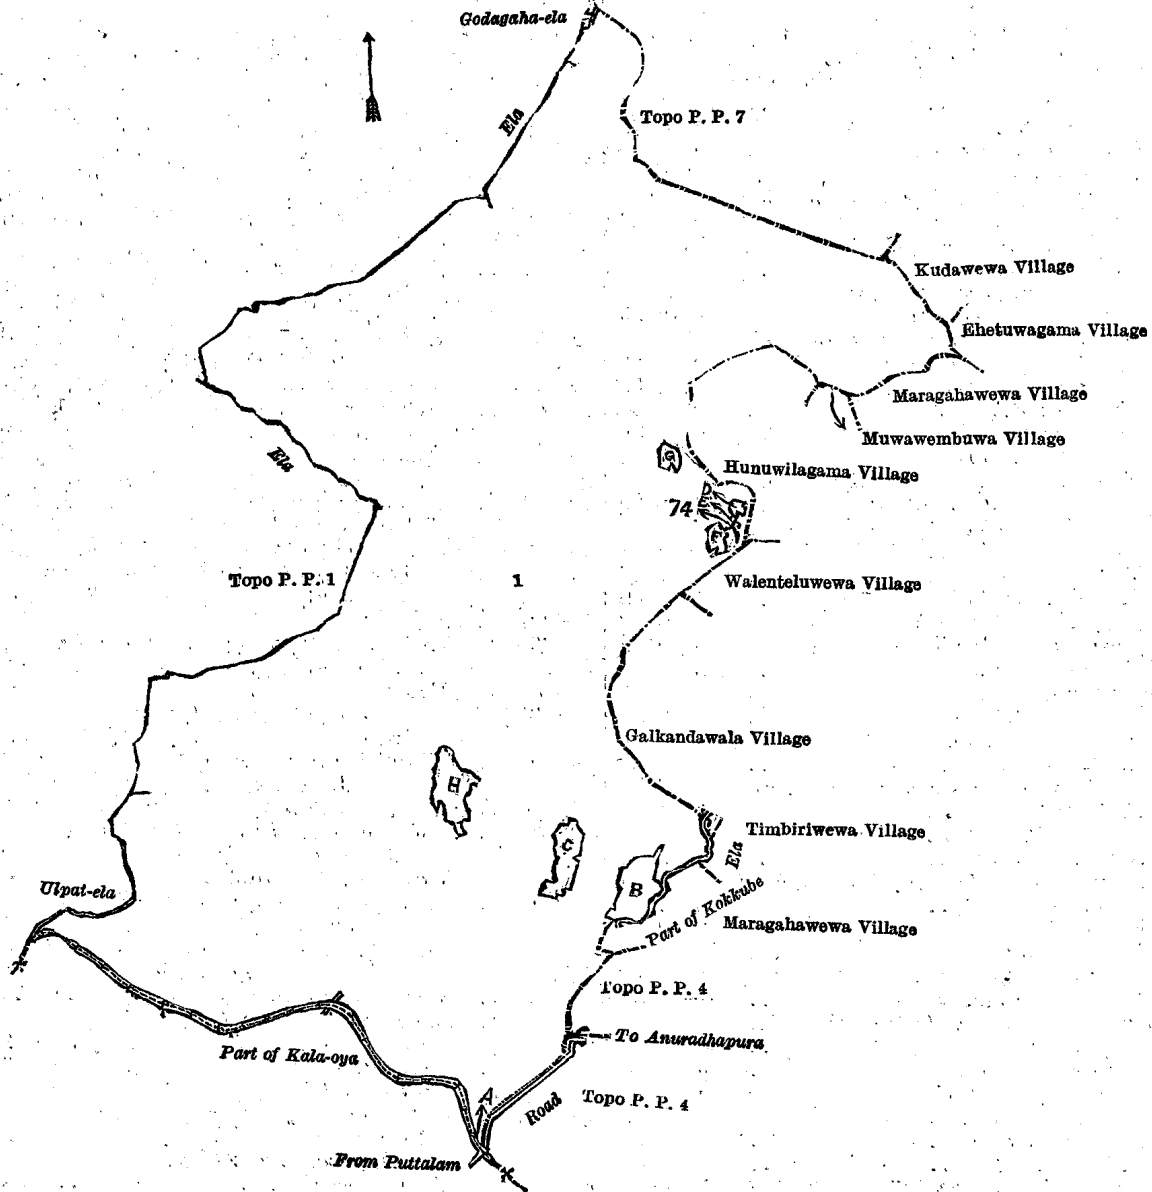 Godagaha-ela
Ela
Topo P. P. 7
Kudawewa Village
Ehetuwagama Village
Maragahawewa Village
Muwawembuwa Village
G
Hunuwilagama Village
D
74
Ela
Topo P. P. 1
1
Walenteluwewa Village
Galkandawala Village
H
Timbiriwewa Village
C
Ela
B
Ulpat-ela
Part of Kokkube
Maragahawewa Village
Topo P. P. 4
To Anuradhapura
Part of Kala-oya
A
Road
Topo P. P. 4
From Puttalam